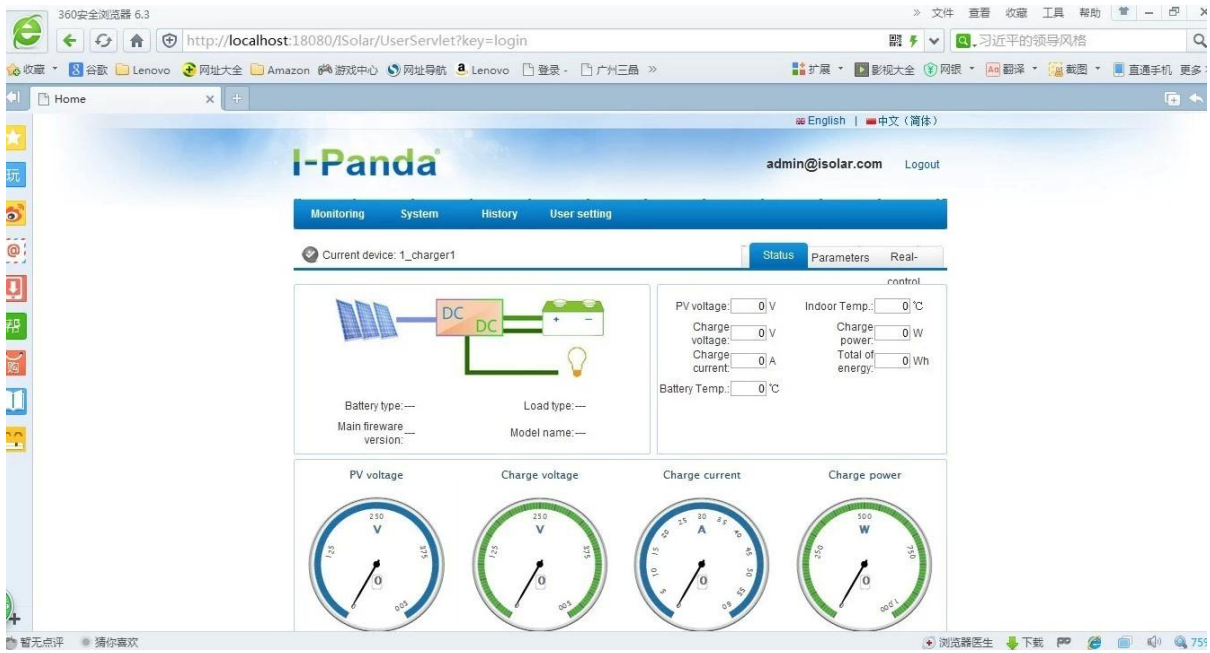 360安全浏览器 6.3
» 文件 查看 收藏 工具 帮助
http://localhost:18080/ISolar/UserServlet?key=login
习近平的领导风格
收藏 谷歌 Lenovo 网址大全 Amazon 游戏中心 网址导航 Lenovo 登录 - 广州三晶 »
扩展 影视大全 网银 翻译 截图 直通手机 更多
Home
English | 中文（简体）
I-Panda
admin@isolar.com Logout
Monitoring System History User setting
Current device: 1_charger1
Status Parameters Real-
control
DC
DC
+ −
Battery type:--- Load type:---
Main fireware
version:--- Model name:---
PV voltage: 0 V Indoor Temp.: 0 ℃
Charge
voltage: 0 V Charge
power: 0 W
Charge
current: 0 A Total of
energy: 0 Wh
Battery Temp.: 0 ℃
PV voltage Charge voltage Charge current Charge power
125 250 375 500 V 0
125 250 375 500 V 0
5 10 15 20 25 30 35 40 45 50 55 60 A 0
250 500 750 1,000 W 0
玩
@
帮
购
暂无点评 猜你喜欢
浏览器医生 下载 75%